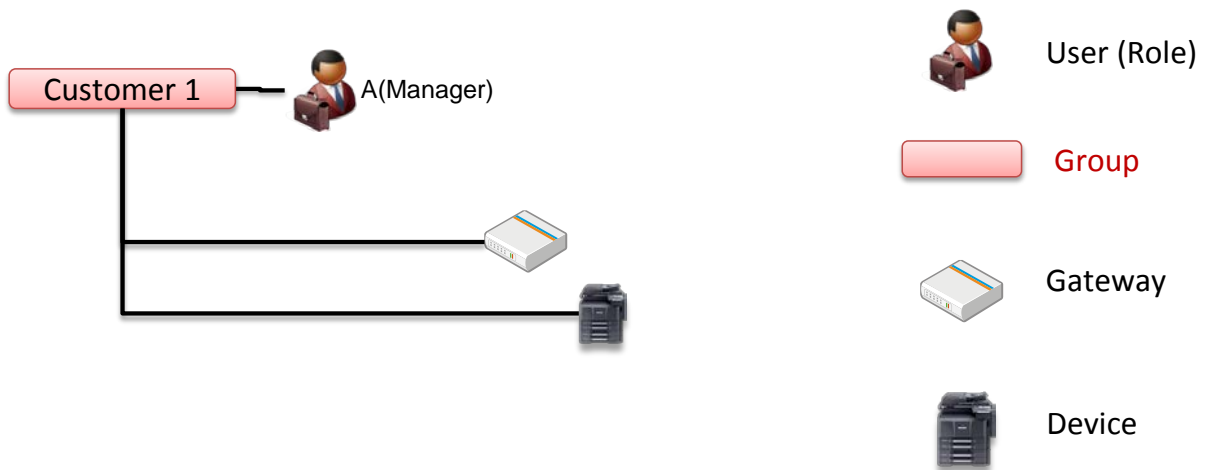 Customer 1
A(Manager)
User (Role)
Group
Gateway
Device